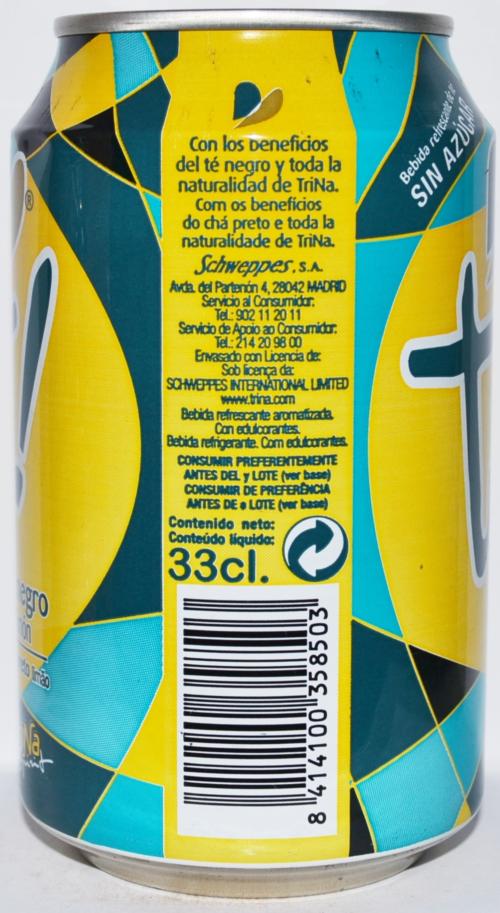 Con los beneficios
del té negro y toda la
naturalidad de TriNa.
Com os benefícios
do chá preto e toda la
naturalidade de TriNa.
Schweppes, S.A.
Avda. del Partenón 4, 28042 MADRID
Servicio al Consumidor:
Tel.: 902 11 20 11
Servicio de Apoio ao Consumidor:
Tel.: 214 20 98 00
Envasado con Licencia de:
Sob licença da:
SCHWEPPES INTERNATIONAL LIMITED
www.trina.com
Bebida refrescante aromatizada.
Con edulcorantes.
Bebida refrigerante. Com edulcorantes.
CONSUMIR PREFERENTEMENTE
ANTES DEL y LOTE (ver base)
CONSUMIR DE PREFERÊNCIA
ANTES DE e LOTE (ver base)
Contenido neto:
Conteúdo líquido:
33cl.
8 414100 358503
Bebida refrescante de
SIN AZÚCAR
t
®
!
egro
limão
Na